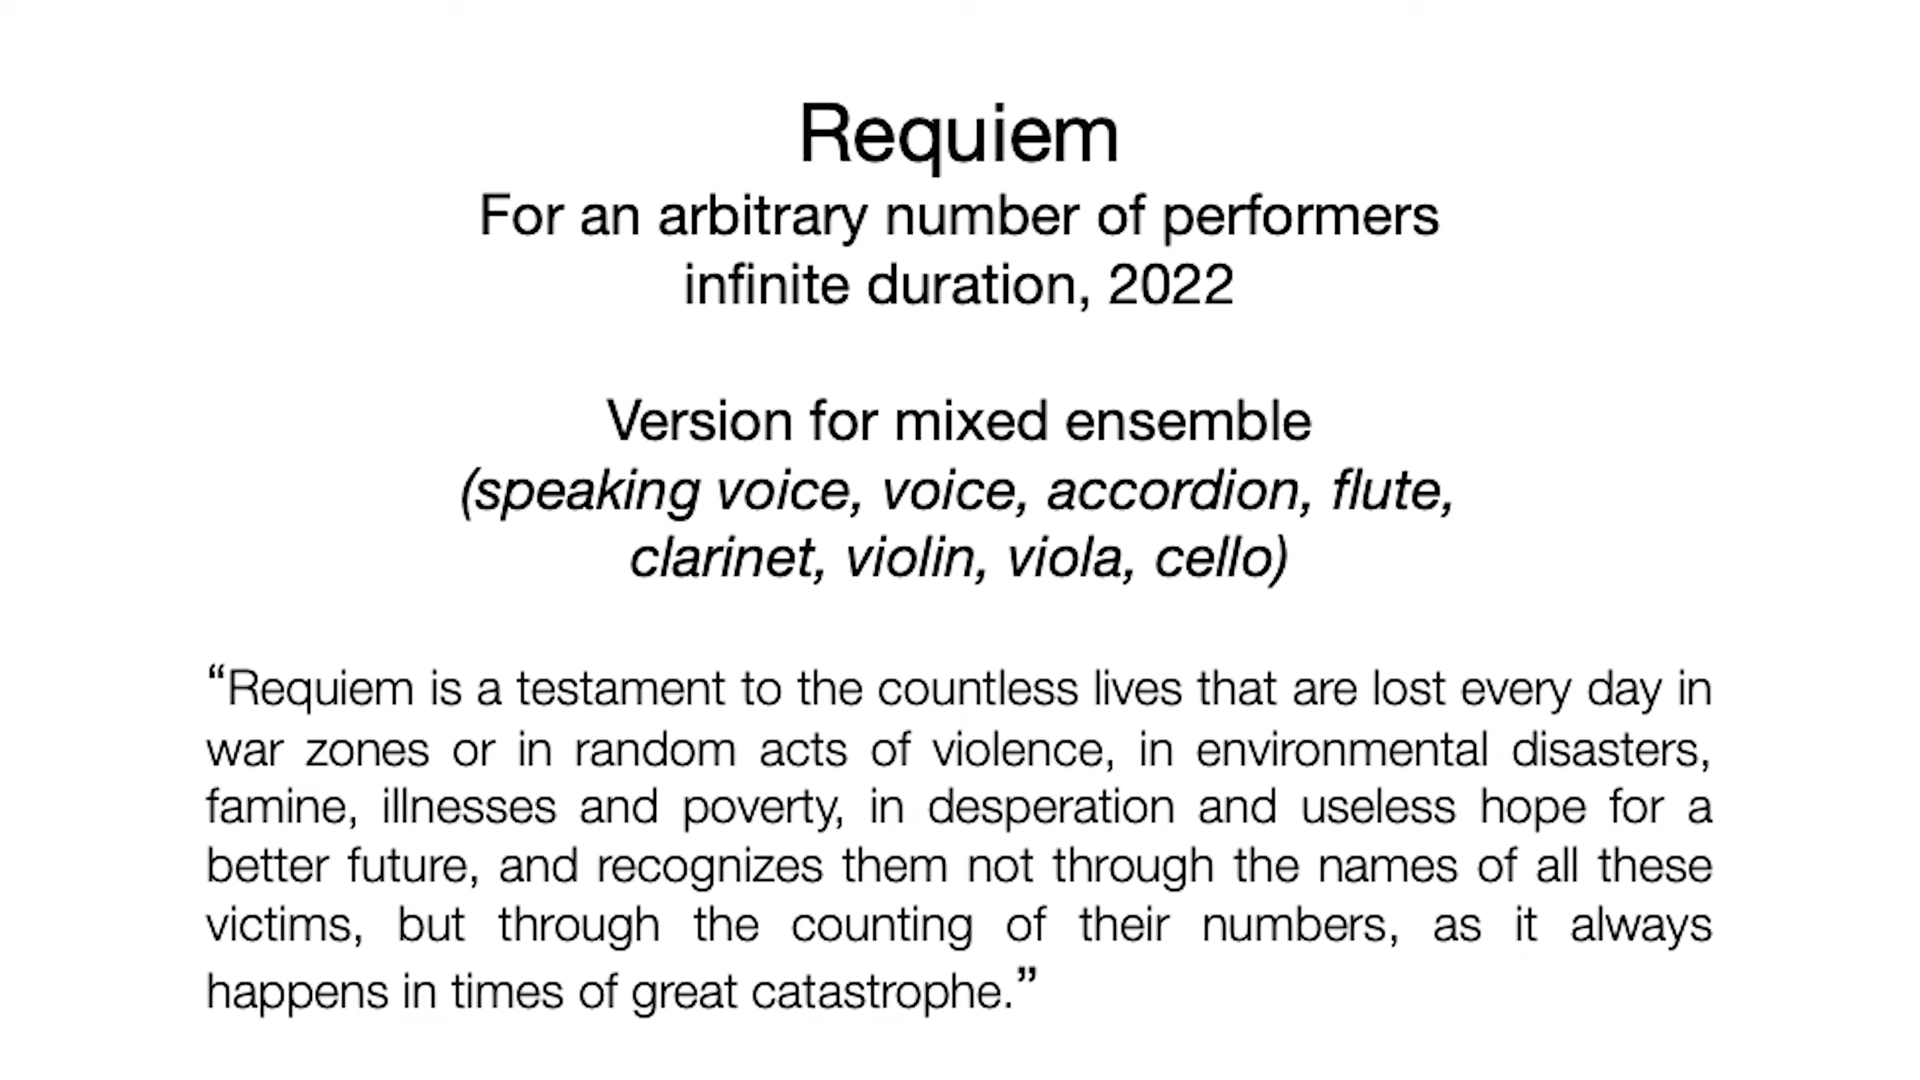 Requiem
For an arbitrary number of performers
infinite duration, 2022
Version for mixed ensemble
(speaking voice, voice, accordion, flute,
clarinet, violin, viola, cello)
“Requiem is a testament to the countless lives that are lost every day in
war zones or in random acts of violence, in environmental disasters,
famine, illnesses and poverty, in desperation and useless hope for a
better future, and recognizes them not through the names of all these
victims, but through the counting of their numbers, as it always
happens in times of great catastrophe.”